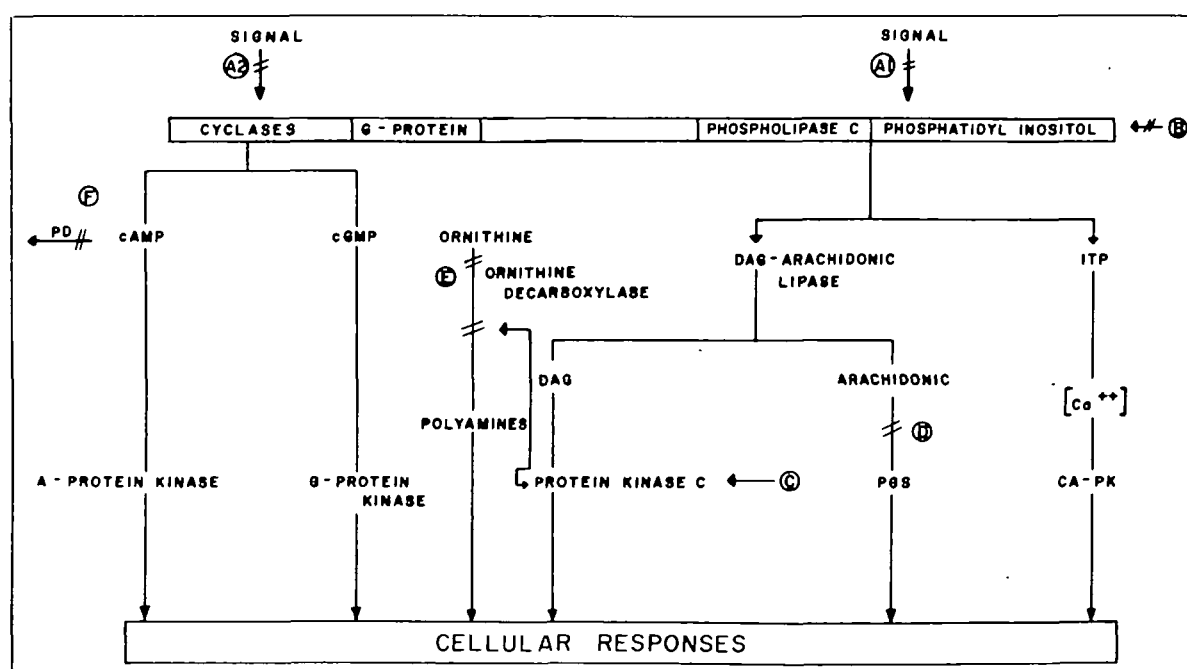 SIGNAL
SIGNAL
A2
A1
CYCLASES
G - PROTEIN
PHOSPHOLIPASE C
PHOSPHATIDYL INOSITOL
B
F
PD
cAMP
cGMP
ORNITHINE
DAG-ARACHIDONIC
LIPASE
ITP
E
ORNITHINE
DECARBOXYLASE
DAG
ARACHIDONIC
[Ca ++]
POLYAMINES
D
A - PROTEIN KINASE
G-PROTEIN
KINASE
PROTEIN KINASE C
C
PGS
CA-PK
CELLULAR RESPONSES